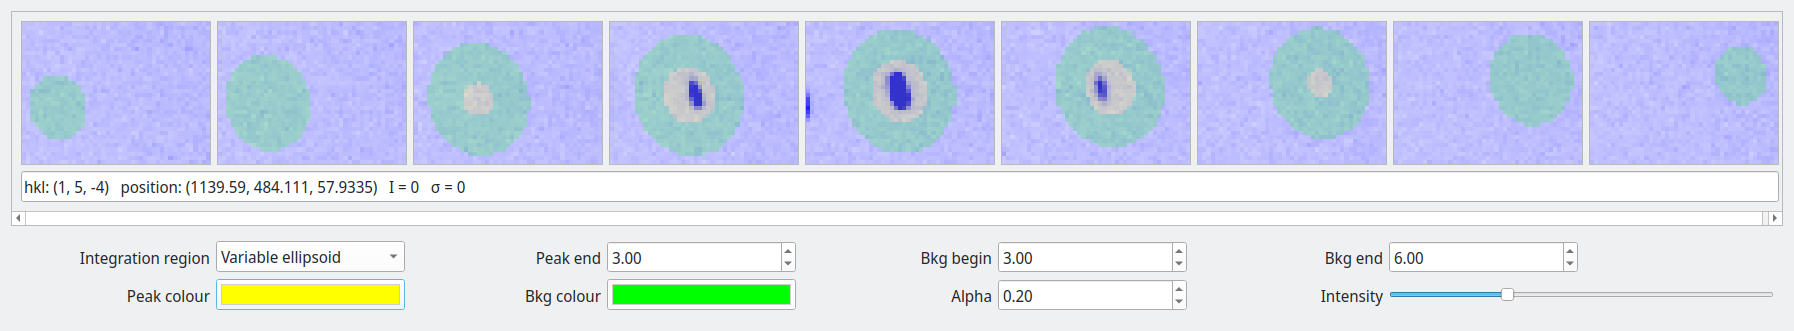 hkl: (1, 5, -4) position: (1139.59, 484.111, 57.9335) I = 0 σ = 0
Integration region Variable ellipsoid Peak end 3.00 Bkg begin 3.00 Bkg end 6.00
Peak colour Bkg colour Alpha 0.20 Intensity